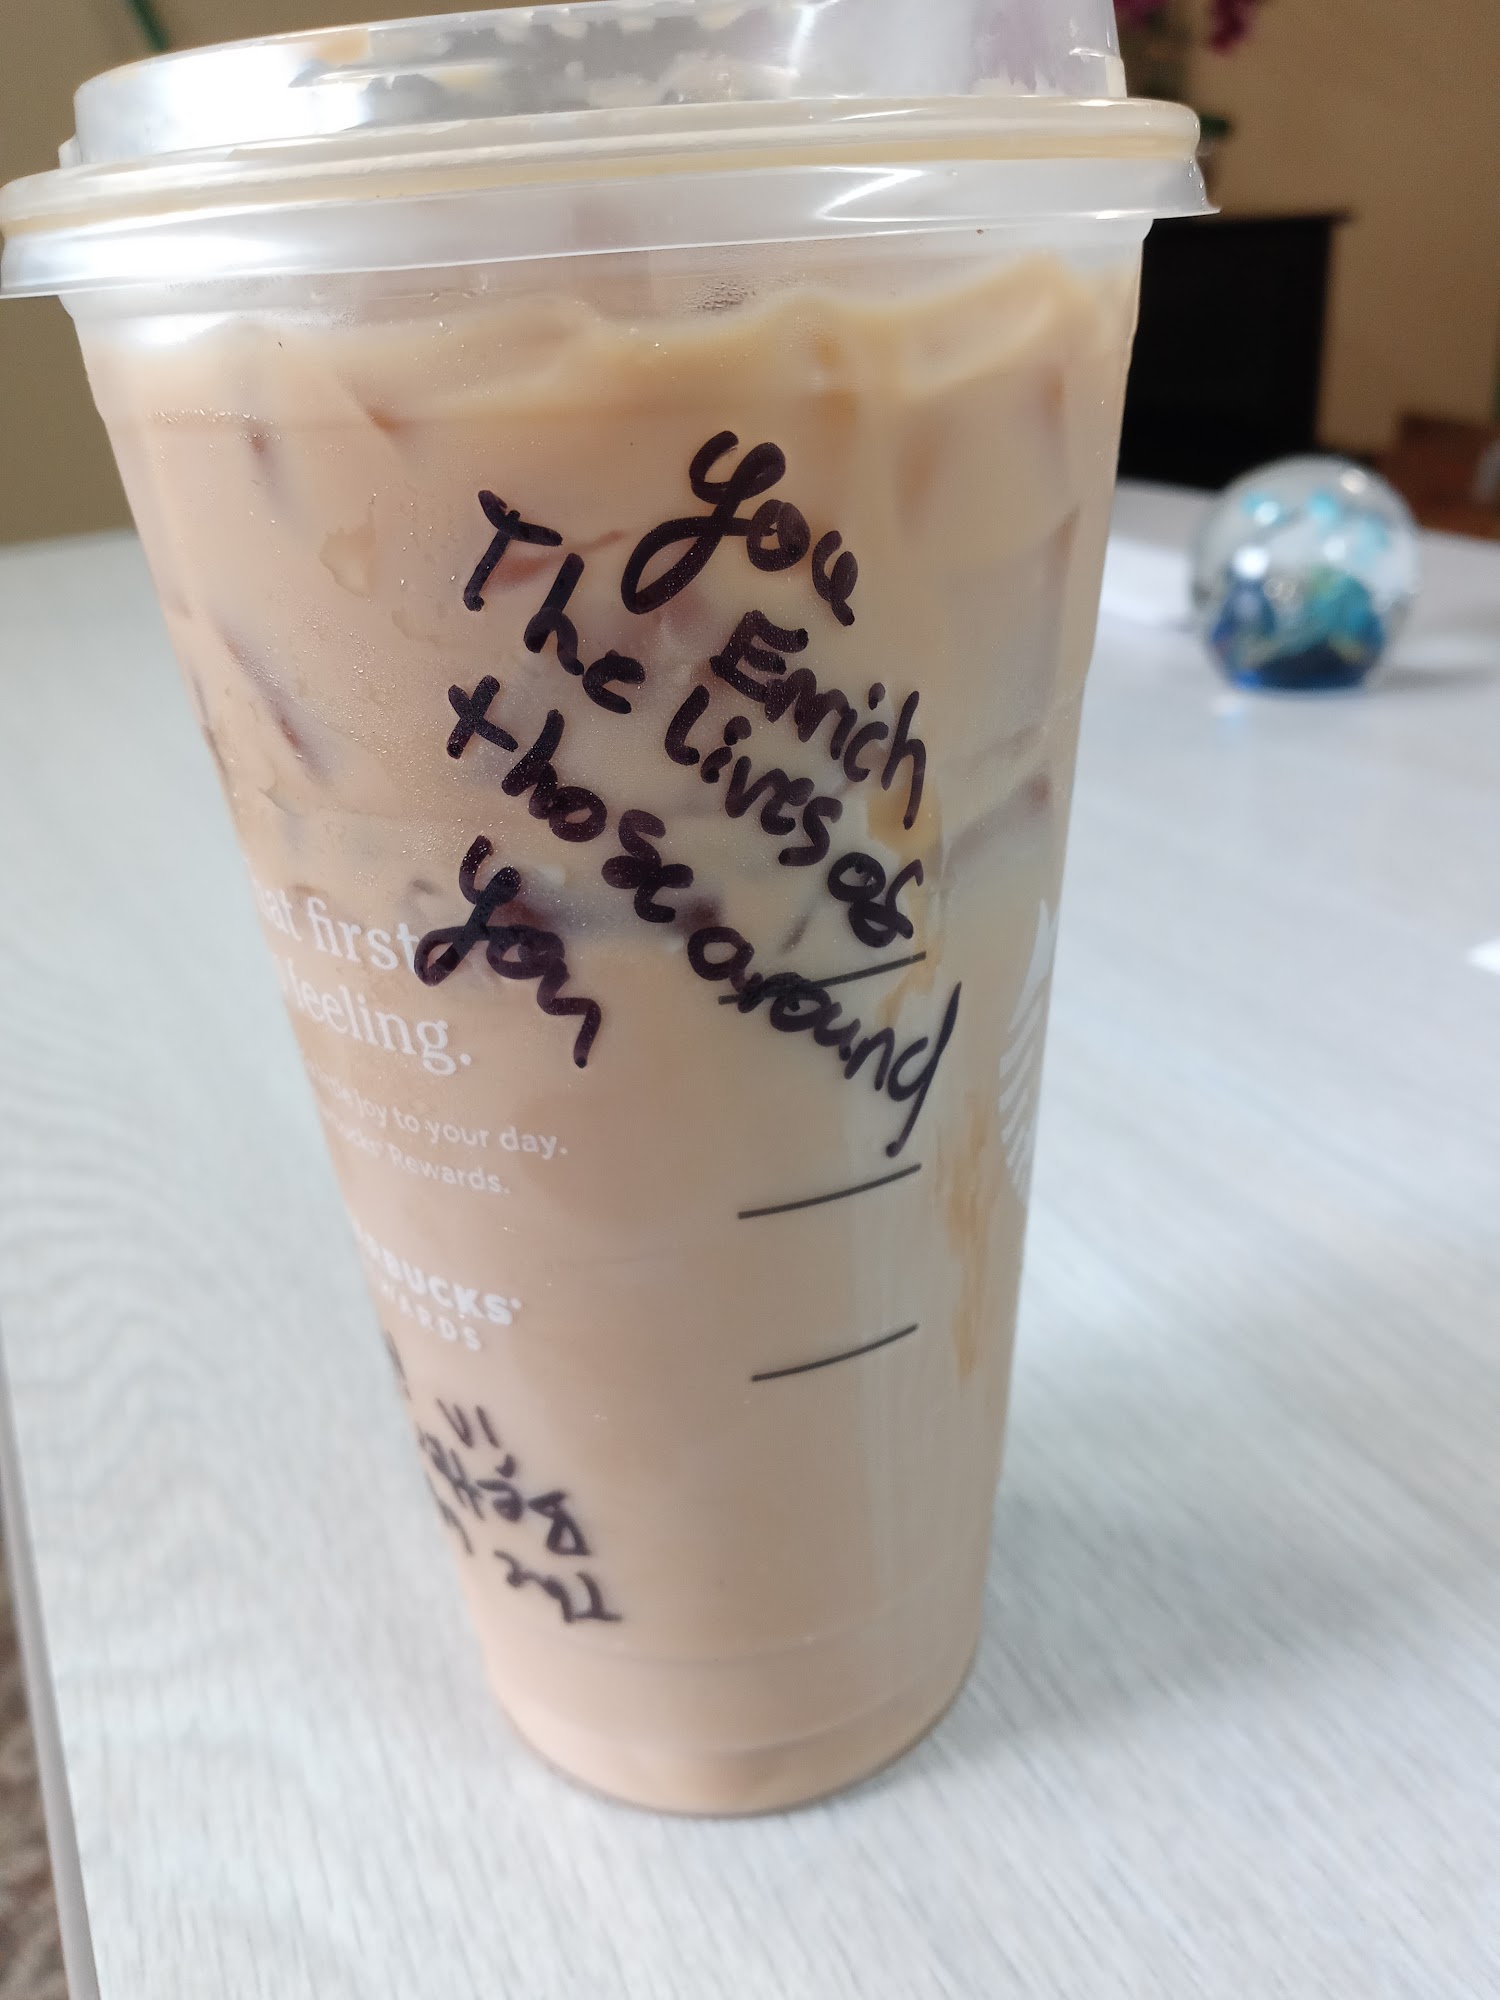 You
Enrich
The lives of
those around
you
at first
feeling.
joy to your day.
Rewards.
BUCKS